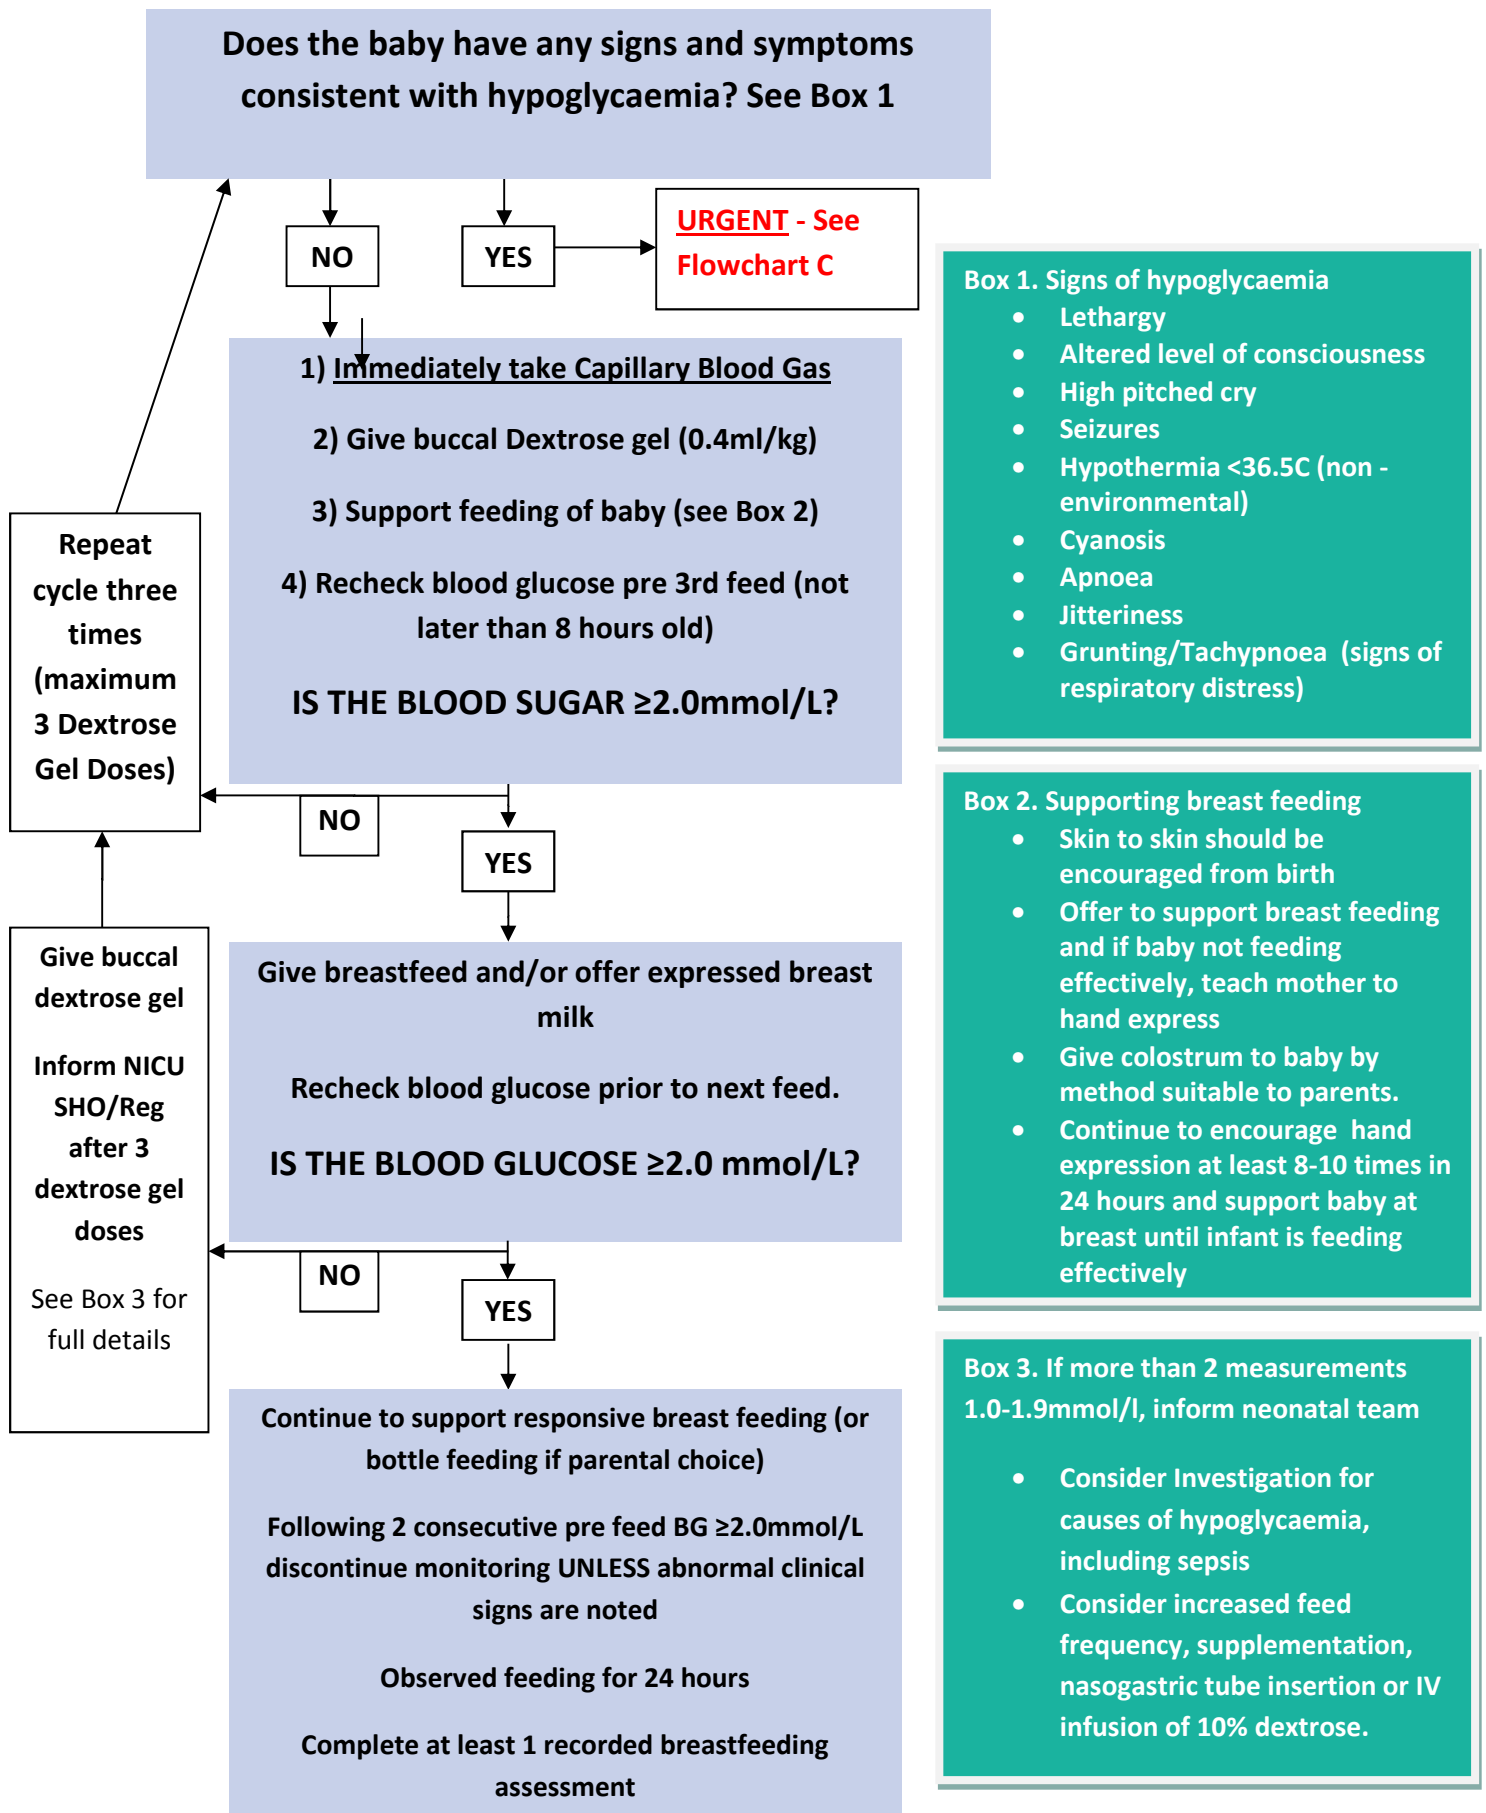 Does the baby have any signs and symptoms
consistent with hypoglycaemia? See Box 1
NO
YES
URGENT - See
Flowchart C
1) Immediately take Capillary Blood Gas
2) Give buccal Dextrose gel (0.4ml/kg)
3) Support feeding of baby (see Box 2)
4) Recheck blood glucose pre 3rd feed (not
later than 8 hours old)
IS THE BLOOD SUGAR ≥2.0mmol/L?
Repeat
cycle three
times
(maximum
3 Dextrose
Gel Doses)
NO
YES
Give buccal
dextrose gel
Inform NICU
SHO/Reg
after 3
dextrose gel
doses
See Box 3 for
full details
Give breastfeed and/or offer expressed breast
milk
Recheck blood glucose prior to next feed.
IS THE BLOOD GLUCOSE ≥2.0 mmol/L?
NO
YES
Continue to support responsive breast feeding (or
bottle feeding if parental choice)
Following 2 consecutive pre feed BG ≥2.0mmol/L
discontinue monitoring UNLESS abnormal clinical
signs are noted
Observed feeding for 24 hours
Complete at least 1 recorded breastfeeding
assessment
Box 1. Signs of hypoglycaemia
• Lethargy
• Altered level of consciousness
• High pitched cry
• Seizures
• Hypothermia <36.5C (non -
environmental)
• Cyanosis
• Apnoea
• Jitteriness
• Grunting/Tachypnoea (signs of
respiratory distress)
Box 2. Supporting breast feeding
• Skin to skin should be
encouraged from birth
• Offer to support breast feeding
and if baby not feeding
effectively, teach mother to
hand express
• Give colostrum to baby by
method suitable to parents.
• Continue to encourage hand
expression at least 8-10 times in
24 hours and support baby at
breast until infant is feeding
effectively
Box 3. If more than 2 measurements
1.0-1.9mmol/l, inform neonatal team
• Consider Investigation for
causes of hypoglycaemia,
including sepsis
• Consider increased feed
frequency, supplementation,
nasogastric tube insertion or IV
infusion of 10% dextrose.